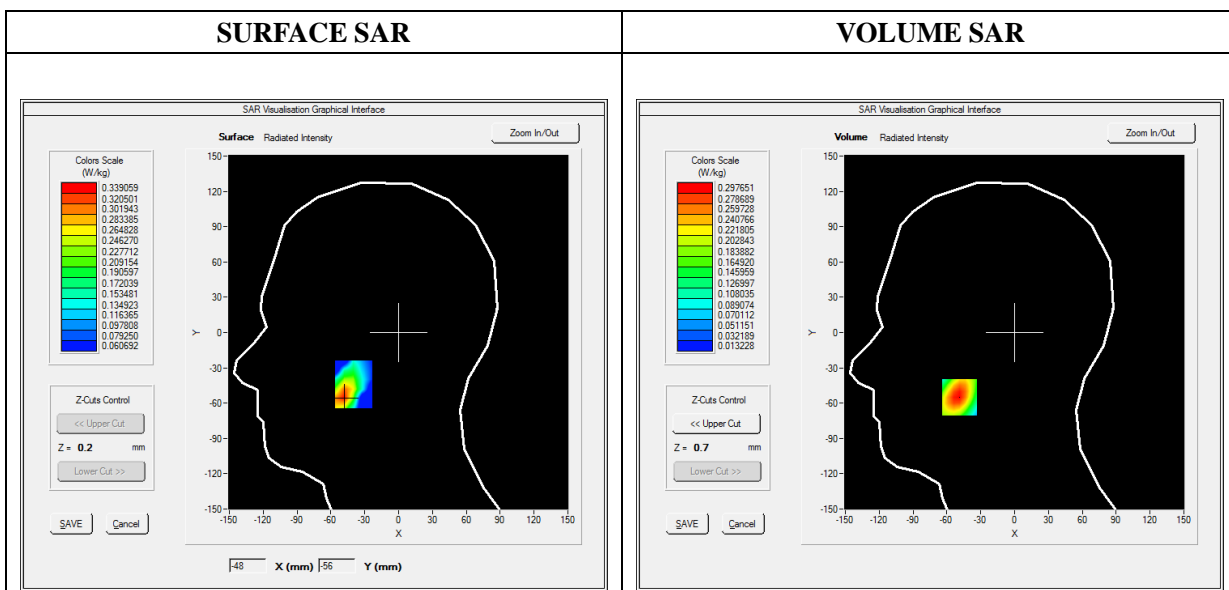 SURFACE SAR
VOLUME SAR
SAR Visualisation Graphical Interface
Surface Radiated Intensity
Zoom In/Out
Colors Scale
(W/kg)
0.339059
0.320501
0.301943
0.283385
0.264828
0.246270
0.227712
0.209154
0.190597
0.172039
0.153481
0.134923
0.116365
0.097808
0.079250
0.060692
150
120
90
60
30
Y 0
-30
-60
-90
-120
-150
-150 -120 -90 -60 -30 0 30 60 90 120 150
X
Z-Cuts Control
<< Upper Cut
Z = 0.2 mm
Lower Cut >>
SAVE Cancel
-48 X (mm) -56 Y (mm)
SAR Visualisation Graphical Interface
Volume Radiated Intensity
Zoom In/Out
Colors Scale
(W/kg)
0.297651
0.278689
0.259728
0.240766
0.221805
0.202843
0.183882
0.164920
0.145959
0.126997
0.108035
0.089074
0.070112
0.051151
0.032189
0.013228
150
120
90
60
30
Y 0
-30
-60
-90
-120
-150
-150 -120 -90 -60 -30 0 30 60 90 120 150
X
Z-Cuts Control
<< Upper Cut
Z = 0.7 mm
Lower Cut >>
SAVE Cancel